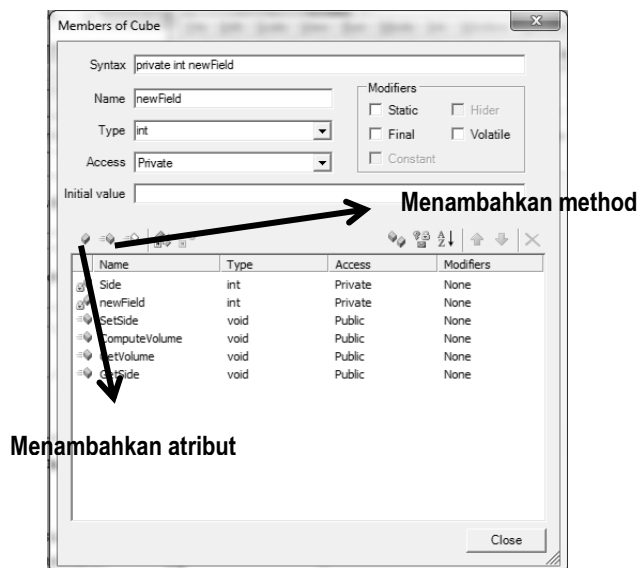 Members of Cube
Syntax private int newField
Name newField
Modifiers
Static Hider
Type int
Final Volatile
Access Private
Constant
Initial value
Menambahkan method
Name Type Access Modifiers
Side int Private None
newField int Private None
SetSide void Public None
ComputeVolume void Public None
GetVolume void Public None
GetSide void Public None
Menambahkan atribut
Close